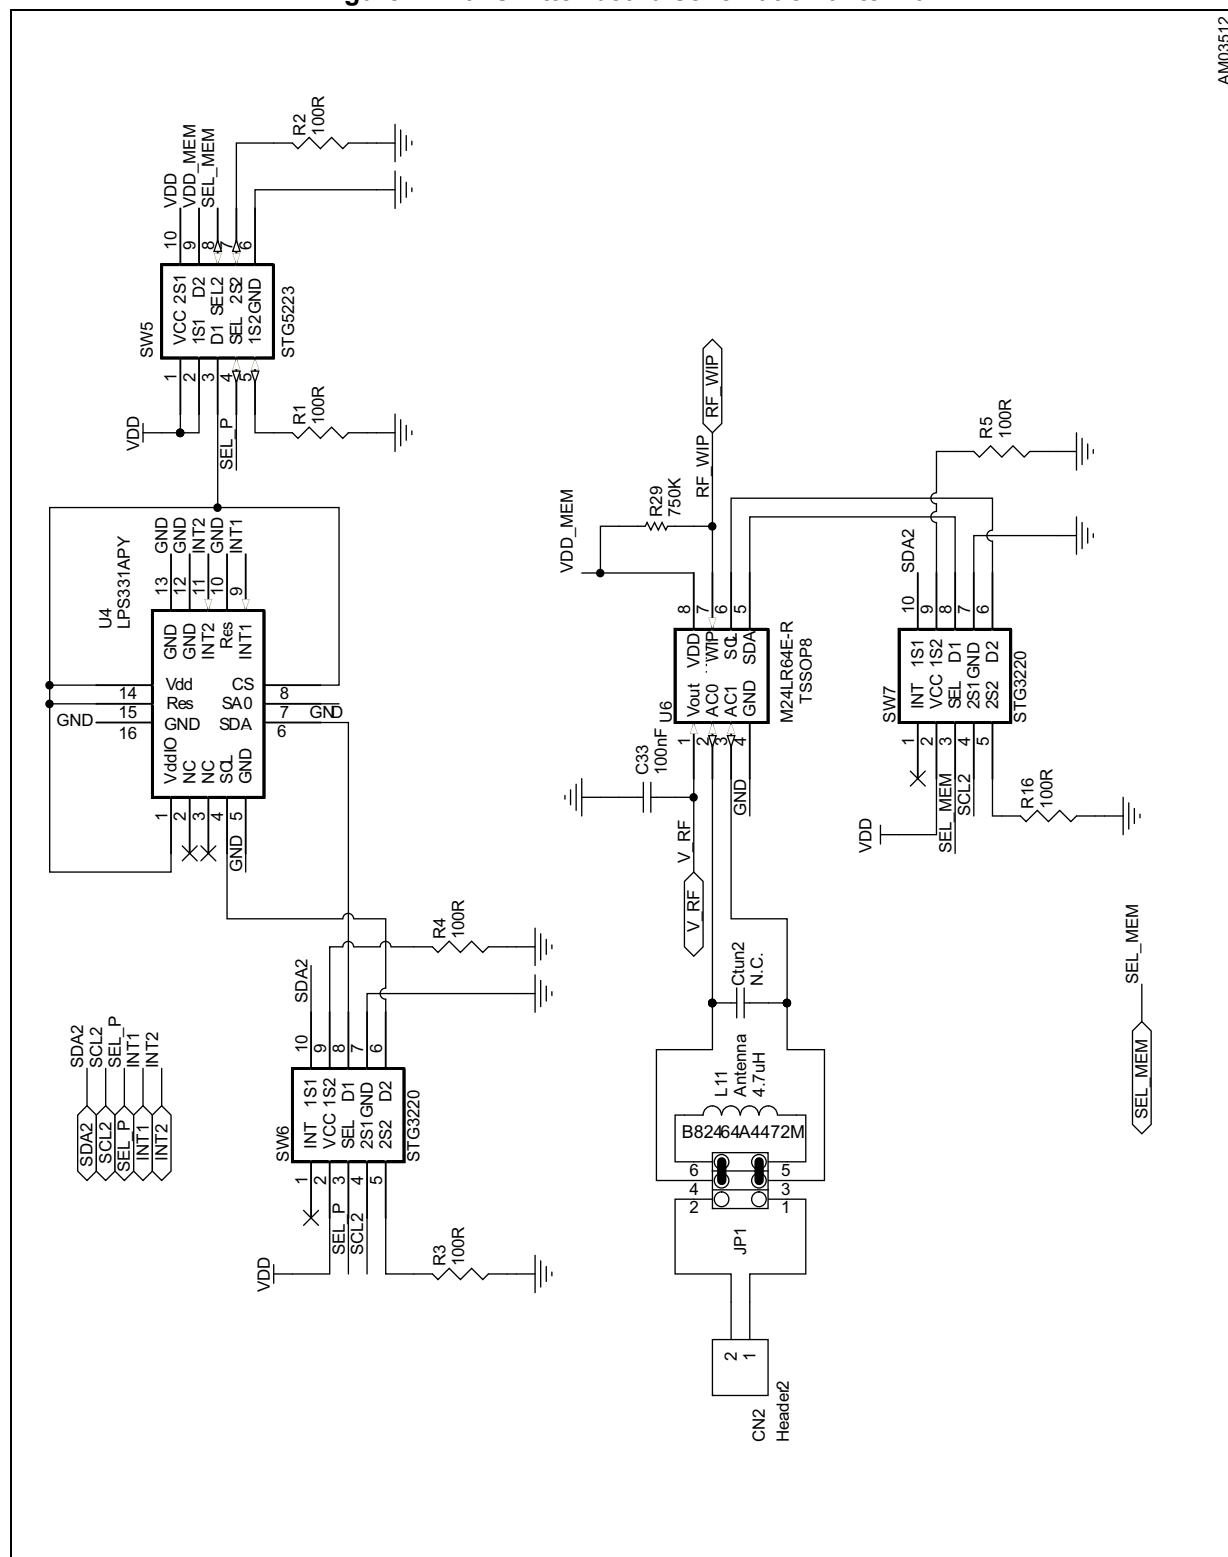 AM03512
SW5
STG5223
VCC 2S1
1S1 D2
D1 SEL2
SEL 2S2
1S2 GND
1
2
3
4
5
10
9
8
7
6
VDD
VDD_MEM
SEL_MEM
VDD
SEL_P
R1
100R
R2
100R
U4
LPS331APY
VddIO
NC
NC
SCL
GND
1
2
3
4
5
GND
SDA
SA0
CS
6
7
8
GND
INT1
Res
INT2
GND
GND
9
10
11
12
13
INT1
GND
INT2
GND
GND
Vdd
Res
GND
14
15
16
GND
SDA2 SDA2
SCL2 SCL2
SEL_P SEL_P
INT1 INT1
INT2 INT2
SW6
STG3220
INT 1S1
VCC 1S2
SEL D1
2S1 GND
2S2 D2
1
2
3
4
5
10
9
8
7
6
SDA2
VDD
SEL_P
SCL2
R3
100R
R4
100R
U6
M24LR64E-R
TSSOP8
Vout VDD
AC0 ...WIP
AC1 SCL
GND SDA
1
2
3
4
8
7
6
5
VDD_MEM
R29
750K
RF_WIP RF_WIP
C33
100nF
V_RF V_RF
GND
SW7
STG3220
INT 1S1
VCC 1S2
SEL D1
2S1 GND
2S2 D2
1
2
3
4
5
10
9
8
7
6
SDA2
VDD
SEL_MEM
SCL2
R5
100R
R16
100R
Ctun2
N.C.
L11
Antenna
4.7uH
B82464A4472M
6 5
4 3
2 1
JP1
2
1
CN2
Header2
SEL_MEM SEL_MEM